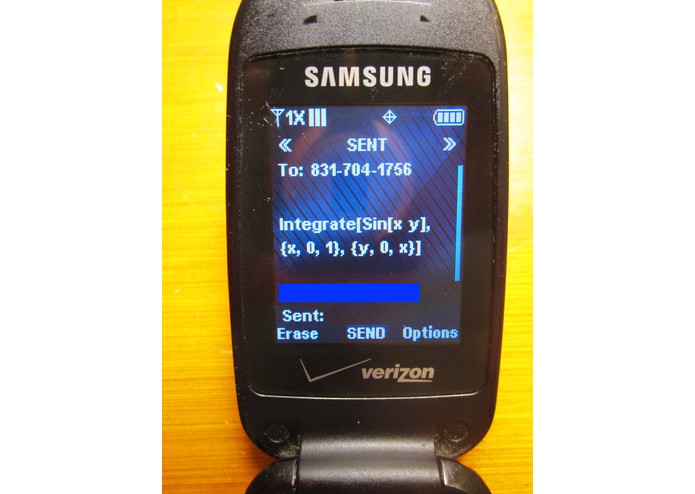 SAMSUNG
1X
SENT
To: 831-704-1756
Integrate[Sin[x y],
{x, 0, 1}, {y, 0, x}]
Sent:
Erase SEND Options
verizon